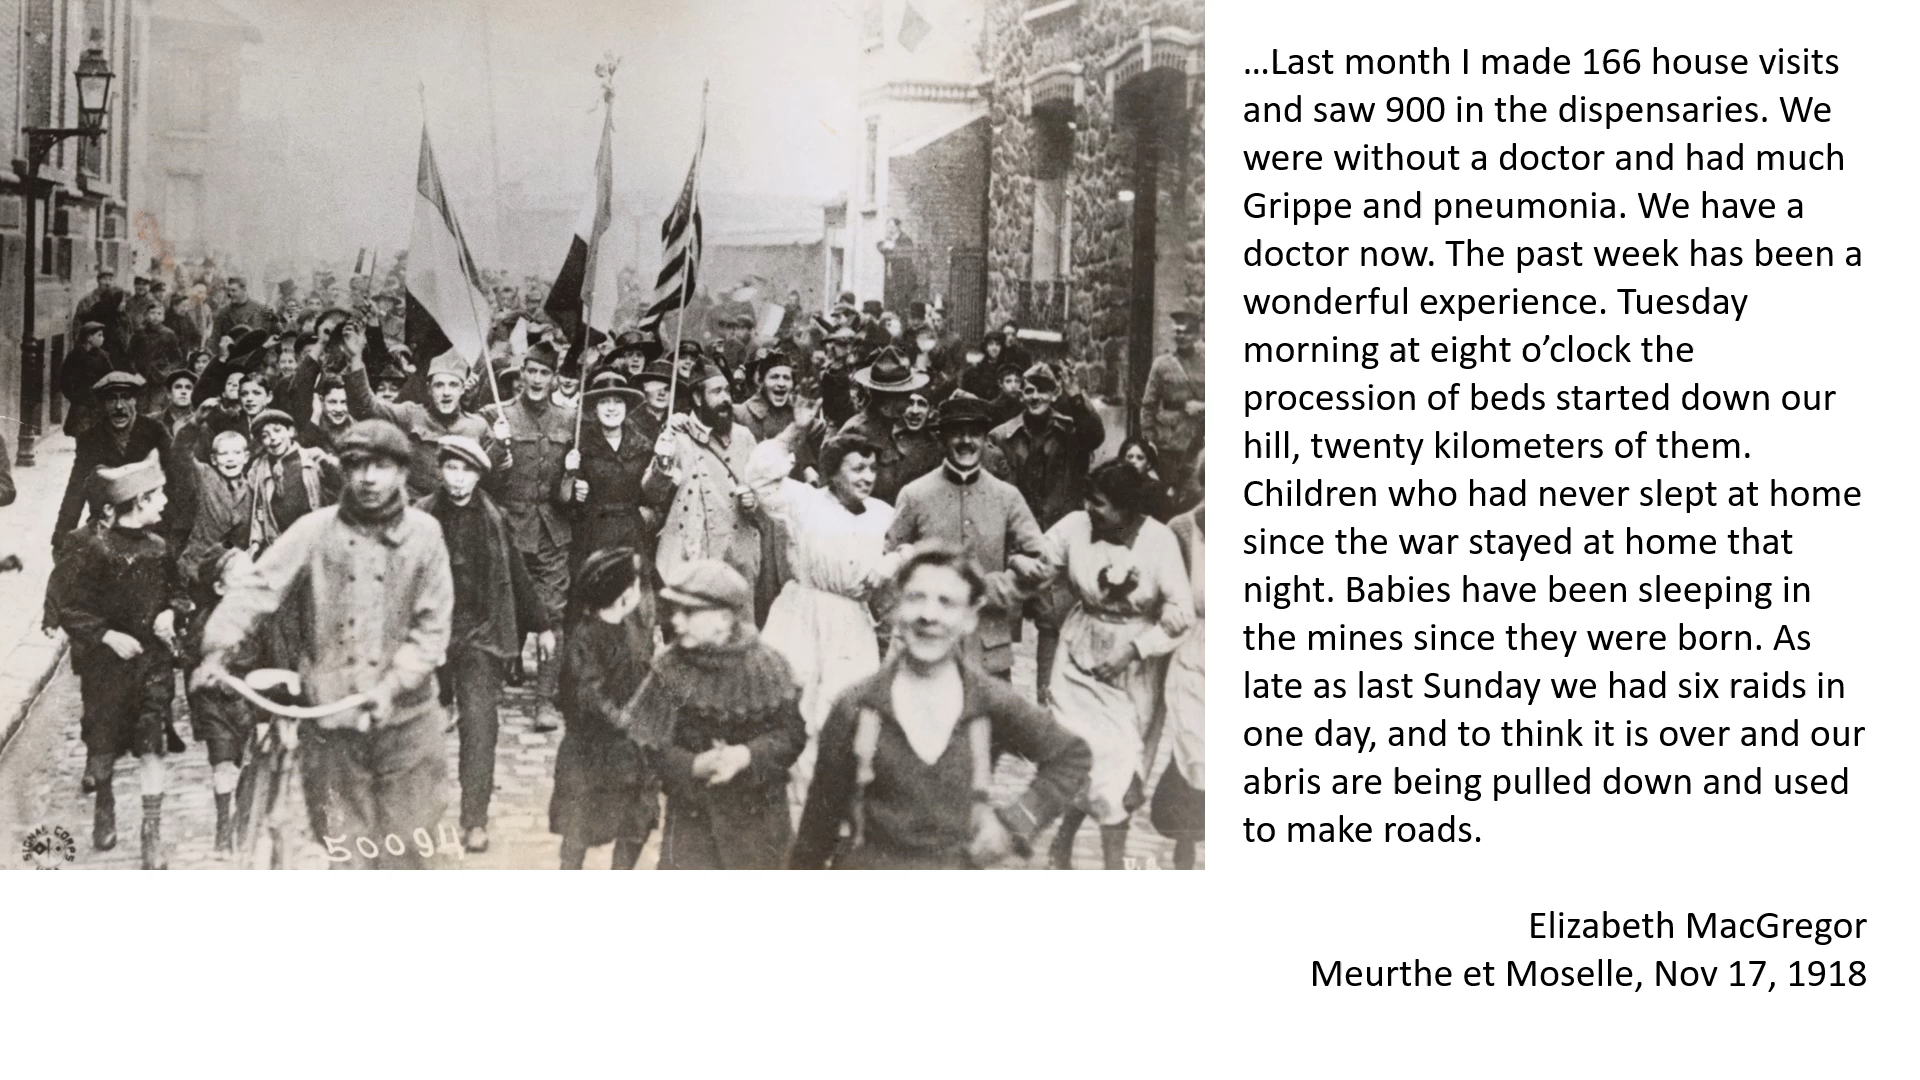 ...Last month I made 166 house visits
and saw 900 in the dispensaries. We
were without a doctor and had much
Grippe and pneumonia. We have a
doctor now. The past week has been a
wonderful experience. Tuesday
morning at eight o’clock the
procession of beds started down our
hill, twenty kilometers of them.
Children who had never slept at home
since the war stayed at home that
night. Babies have been sleeping in
the mines since they were born. As
late as last Sunday we had six raids in
one day, and to think it is over and our
abris are being pulled down and used
to make roads.
Elizabeth MacGregor
Meurthe et Moselle, Nov 17, 1918
SIGNAL CORPS
50094